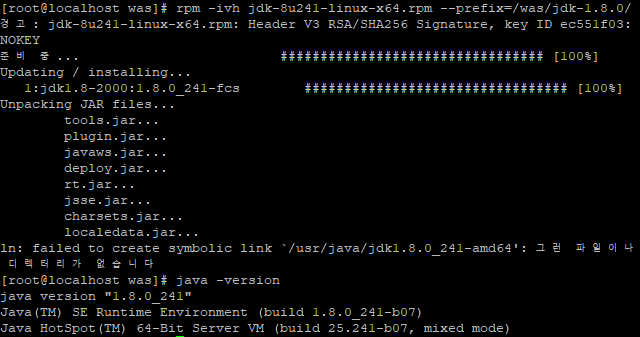 [root@localhost was]# rpm -ivh jdk-8u241-linux-x64.rpm --prefix=/was/jdk-1.8.0/
경고: jdk-8u241-linux-x64.rpm: Header V3 RSA/SHA256 Signature, key ID ec551f03:
NOKEY
준비 중... ################################# [100%]
Updating / installing...
1:jdk1.8-2000:1.8.0_241-fcs ################################# [100%]
Unpacking JAR files...
tools.jar...
plugin.jar...
javaws.jar...
deploy.jar...
rt.jar...
jsse.jar...
charsets.jar...
localedata.jar...
ln: failed to create symbolic link `/usr/java/jdk1.8.0_241-amd64': 그런 파일이나
디렉터리가 없습니다
[root@localhost was]# java -version
java version "1.8.0_241"
Java(TM) SE Runtime Environment (build 1.8.0_241-b07)
Java HotSpot(TM) 64-Bit Server VM (build 25.241-b07, mixed mode)